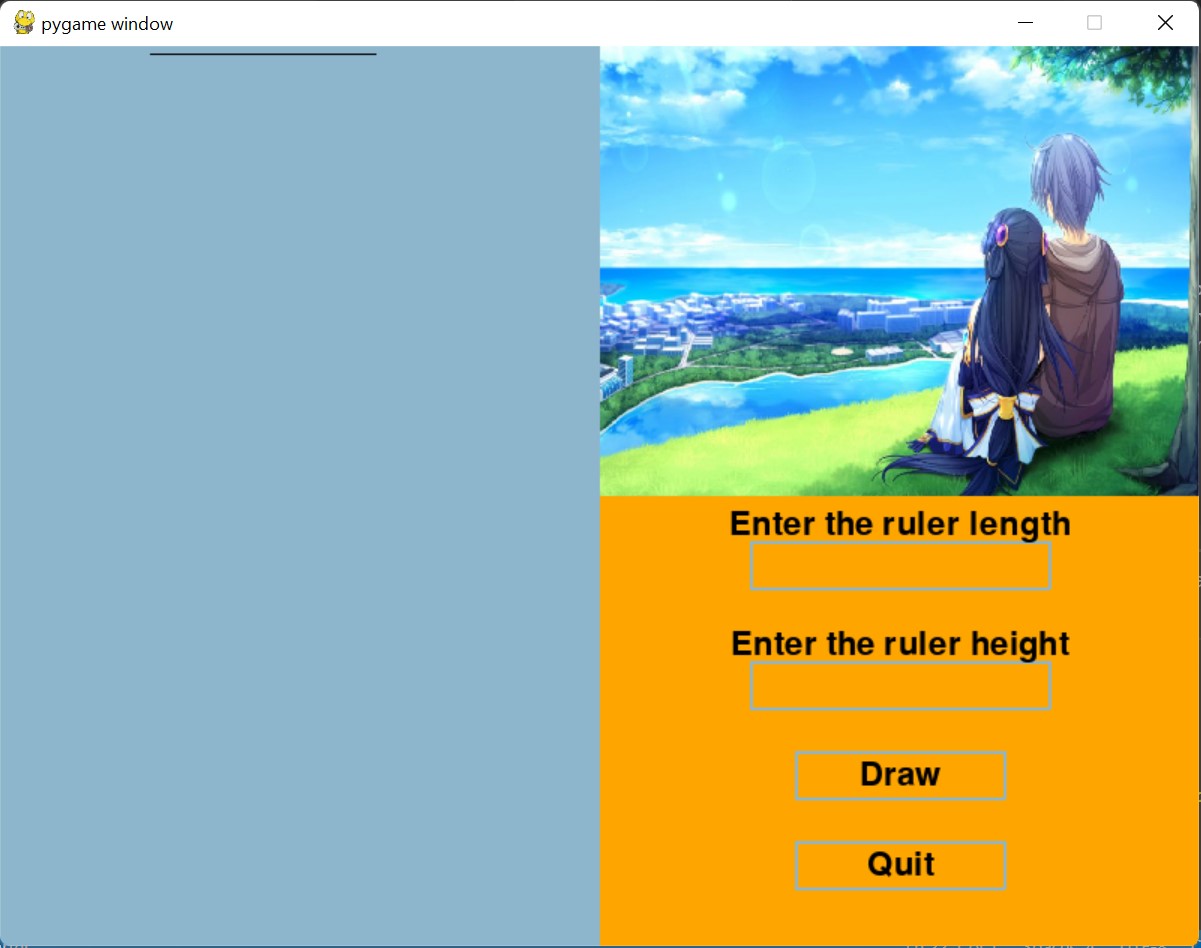 pygame window
Enter the ruler length
Enter the ruler height
Draw
Quit